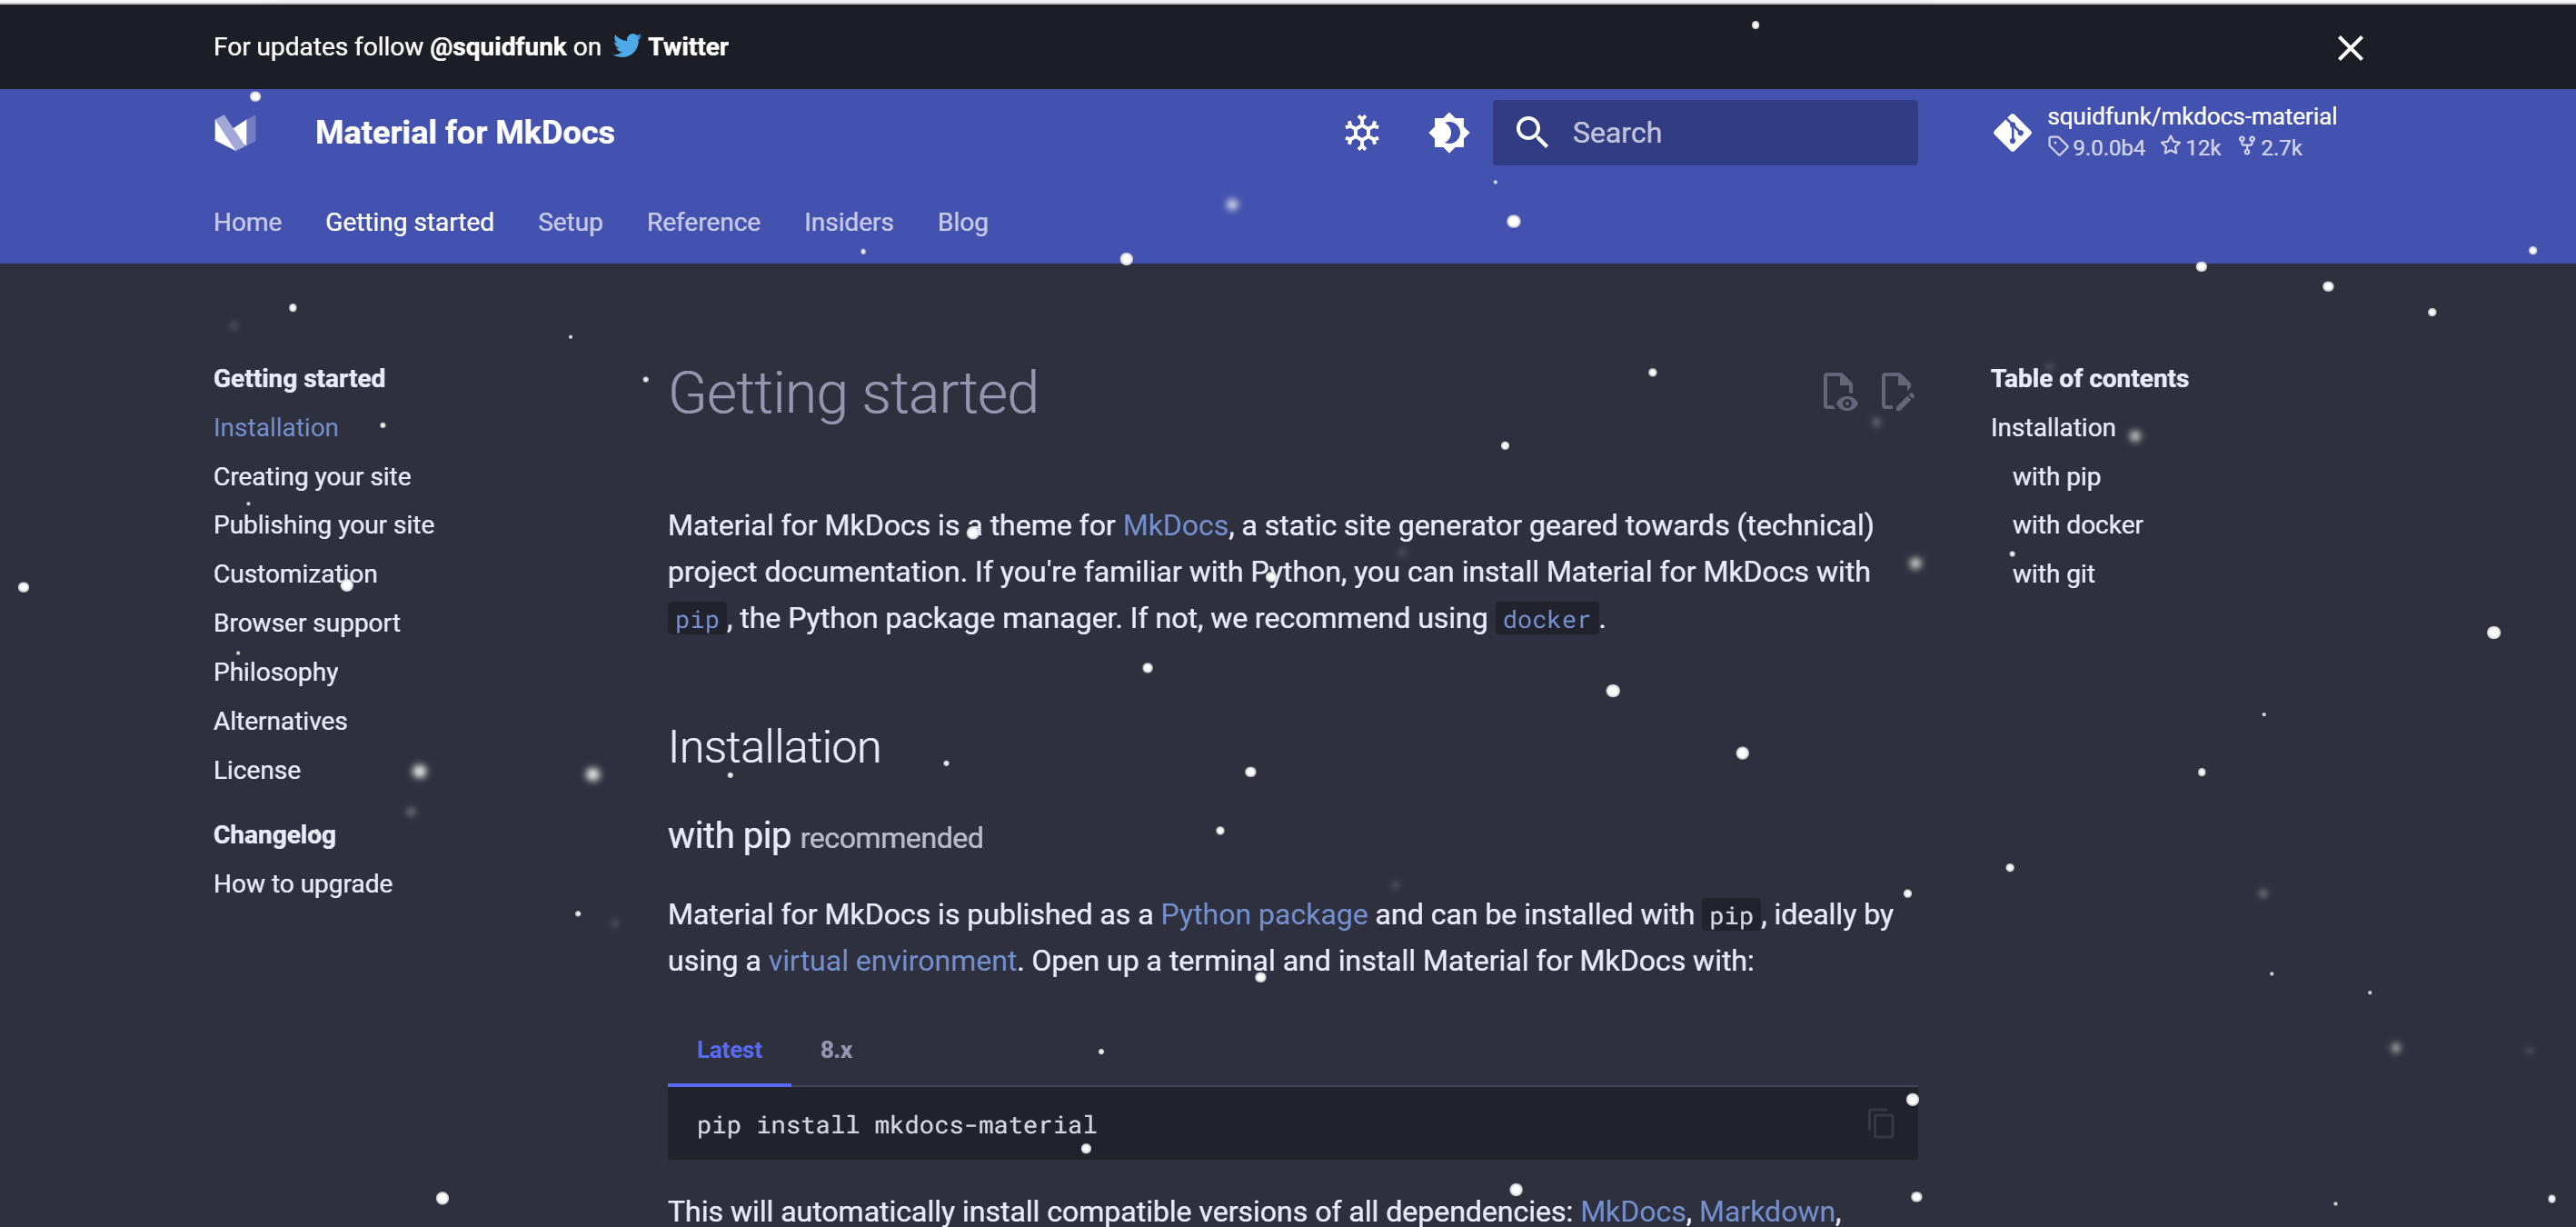 For updates follow @squidfunk on Twitter
Material for MkDocs
Search
squidfunk/mkdocs-material
9.0.0b4 12k 2.7k
Home Getting started Setup Reference Insiders Blog
Getting started
Installation
Creating your site
Publishing your site
Customization
Browser support
Philosophy
Alternatives
License
Changelog
How to upgrade
Getting started
Material for MkDocs is a theme for MkDocs, a static site generator geared towards (technical)
project documentation. If you're familiar with Python, you can install Material for MkDocs with
pip, the Python package manager. If not, we recommend using docker.
Installation
with pip recommended
Material for MkDocs is published as a Python package and can be installed with pip, ideally by
using a virtual environment. Open up a terminal and install Material for MkDocs with:
Latest 8.x
pip install mkdocs-material
This will automatically install compatible versions of all dependencies: MkDocs, Markdown,
Table of contents
Installation
with pip
with docker
with git